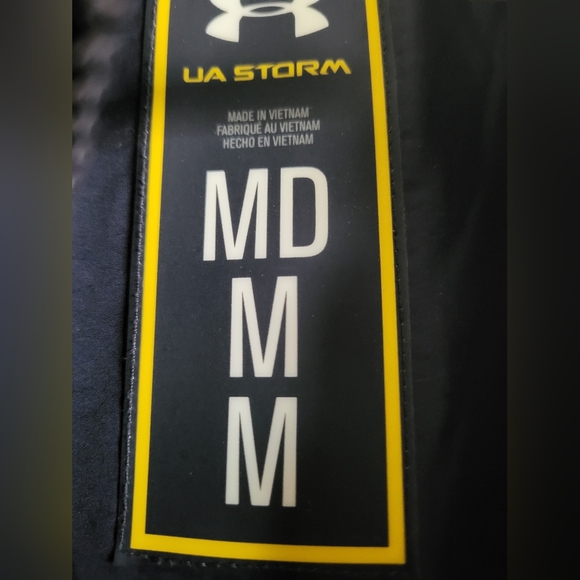 UA STORM
MADE IN VIETNAM
FABRIQUÉ AU VIETNAM
HECHO EN VIETNAM
MD
M
M